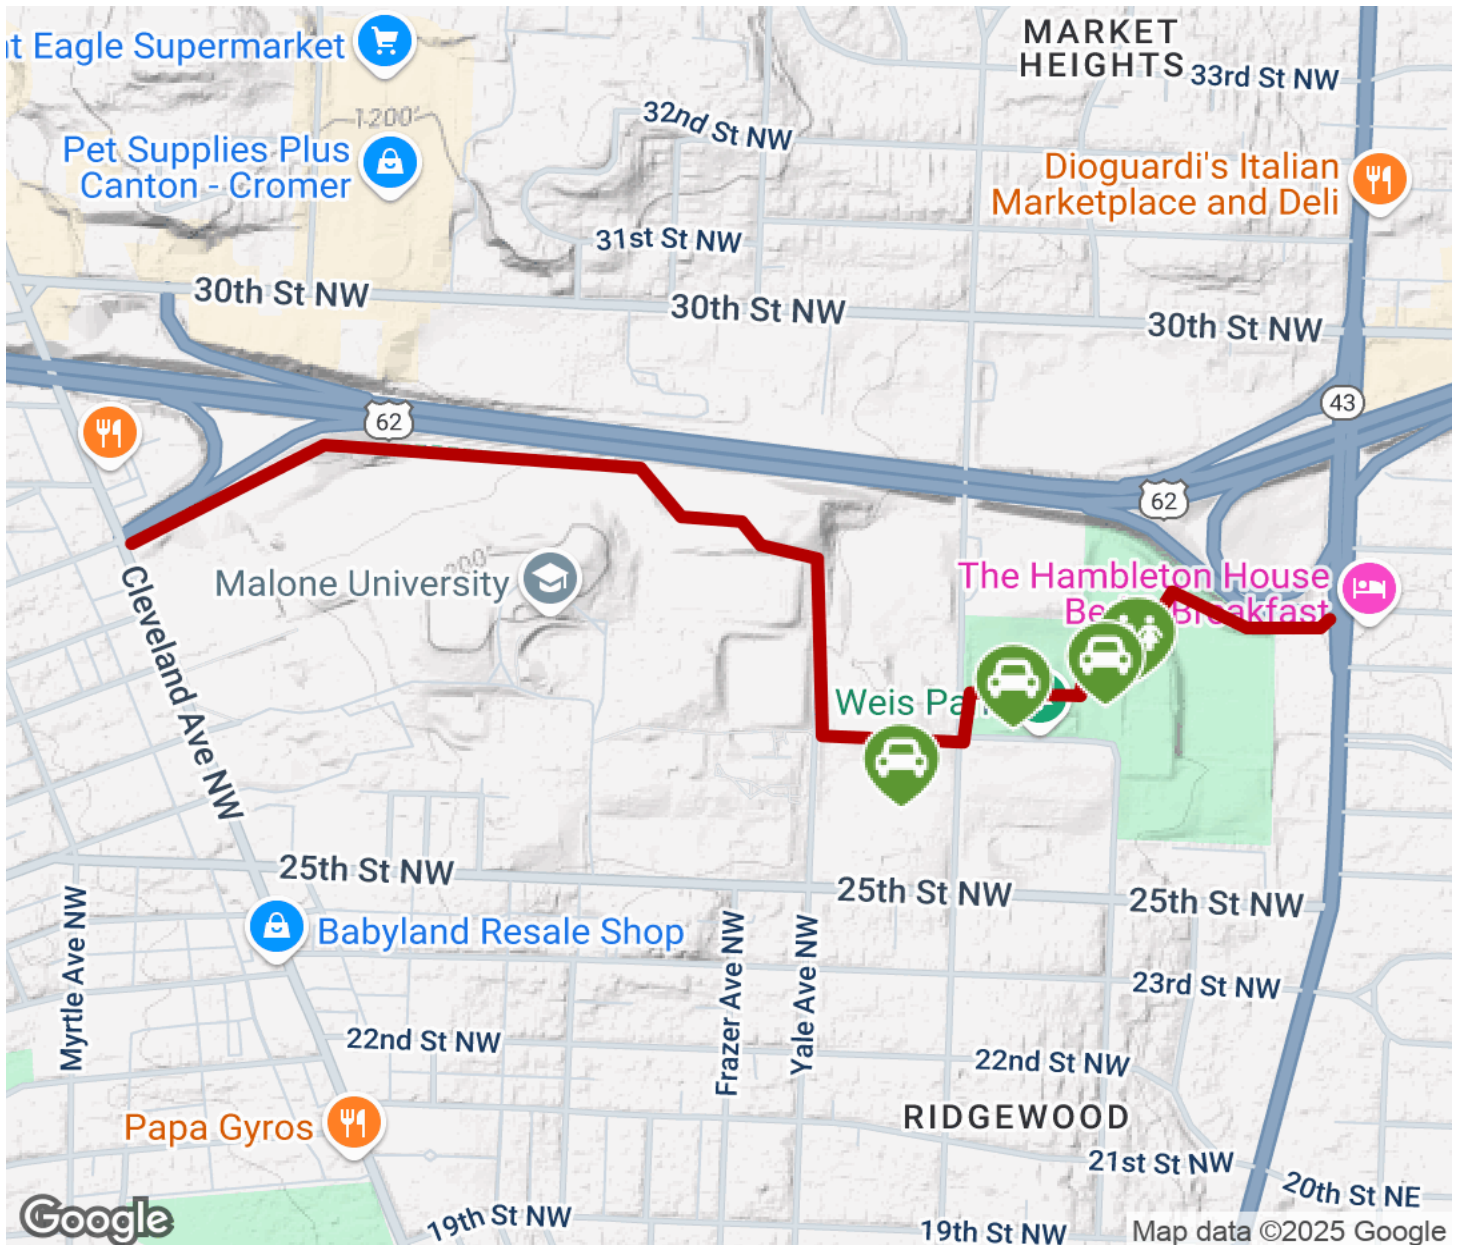 MARKET
HEIGHTS
33rd St NW
t Eagle Supermarket
1200'
32nd St NW
Pet Supplies Plus
Canton - Cromer
Dioguardi's Italian
Marketplace and Deli
31st St NW
30th St NW
30th St NW
30th St NW
62
43
62
Malone University
The Hambleton House
Cleveland Ave NW
Weis Pa
25th St NW
25th St NW
25th St NW
Babyland Resale Shop
Myrtle Ave NW
Frazer Ave NW
Yale Ave NW
23rd St NW
22nd St NW
22nd St NW
Papa Gyros
RIDGEWOOD
21st St NW
20th St NE
19th St NW
19th St NW
Google
Map data ©2025 Google